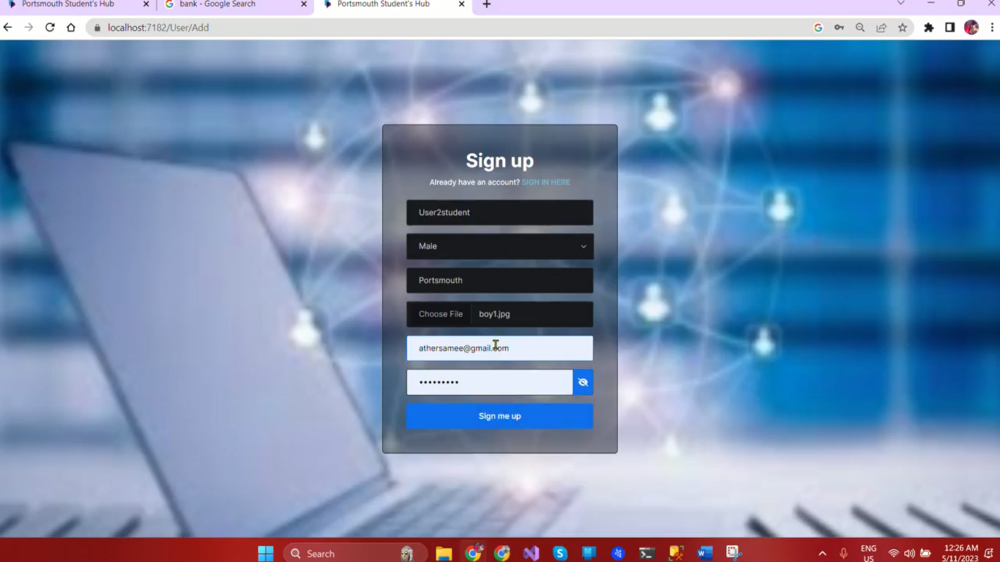 Portsmouth Student's Hub
bank - Google Search
Portsmouth Student's Hub
localhost:7182/User/Add
Sign up
Already have an account? SIGN IN HERE
User2student
Male
Portsmouth
Choose File boy1.jpg
athersamee@gmail.com
•••••••••
Sign me up
Search
ENG
US
12:26 AM
5/11/2023